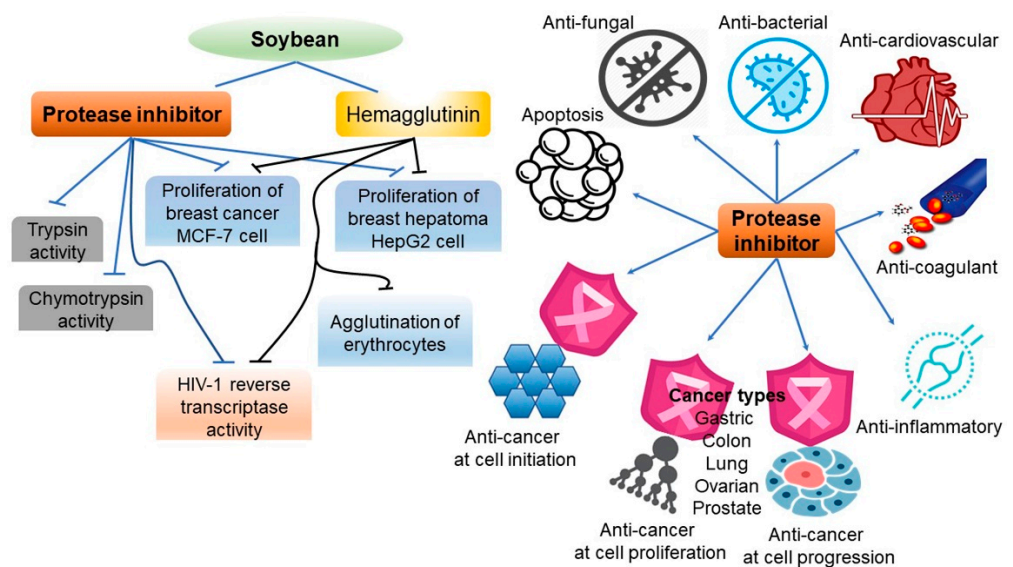 Soybean
Protease inhibitor
Hemagglutinin
Proliferation of
breast cancer
MCF-7 cell
Proliferation of
breast hepatoma
HepG2 cell
Trypsin
activity
Chymotrypsin
activity
Agglutination of
erythrocytes
HIV-1 reverse
transcriptase
activity
Anti-fungal
Anti-bacterial
Anti-cardiovascular
Apoptosis
Protease
inhibitor
Anti-coagulant
Anti-cancer
at cell initiation
Cancer types
Gastric
Colon
Lung
Ovarian
Prostate
Anti-inflammatory
Anti-cancer
at cell proliferation
Anti-cancer
at cell progression